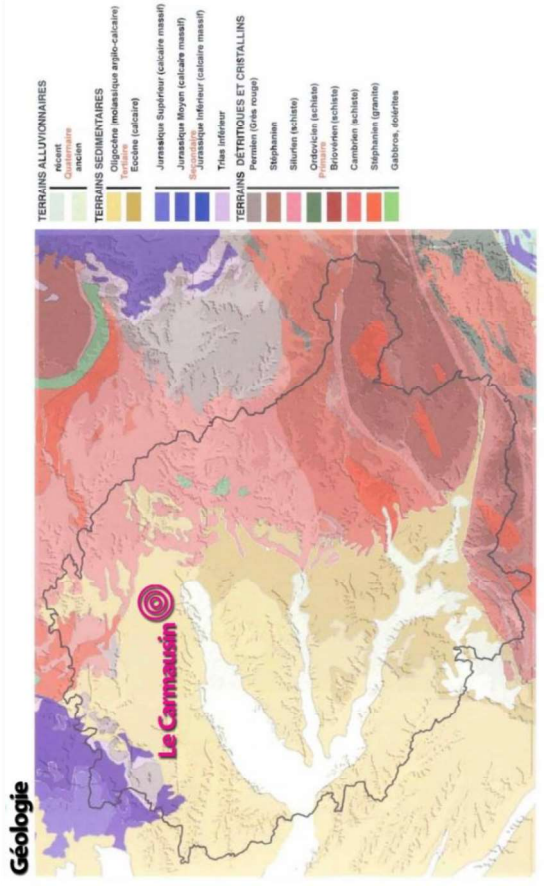 Géologie
Le Carmausin
TERRAINS ALLUVIONNAIRES
récent
Quaternaire
ancien
TERRAINS SEDIMENTAIRES
Oligocène (molassique argilo-calcaire)
Tertiaire
Eocène (calcaire)
Jurassique Supérieur (calcaire massif)
Jurassique Moyen (calcaire massif)
Secondaire
Jurassique Inférieur (calcaire massif)
Trias inférieur
TERRAINS DÉTRITIQUES ET CRISTALLINS
Permien (Grès rouge)
Stéphanien
Silurien (schiste)
Ordovicien (schiste)
Primaire
Briovérien (schiste)
Cambrien (schiste)
Stéphanien (granite)
Gabbros, dolérites